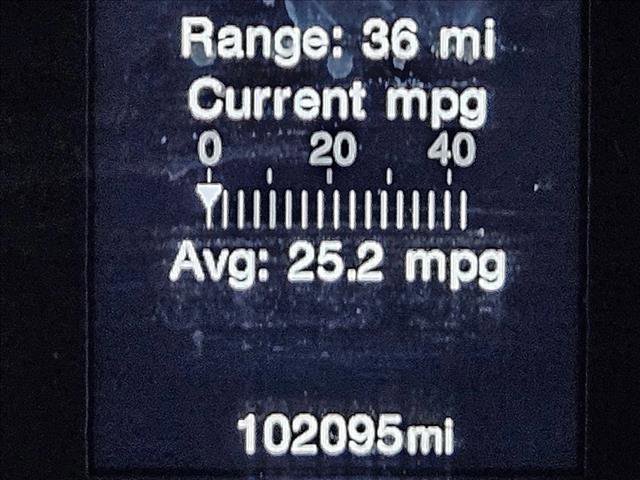 Range: 36 mi
Current mpg
0 20 40
Avg: 25.2 mpg
102095mi